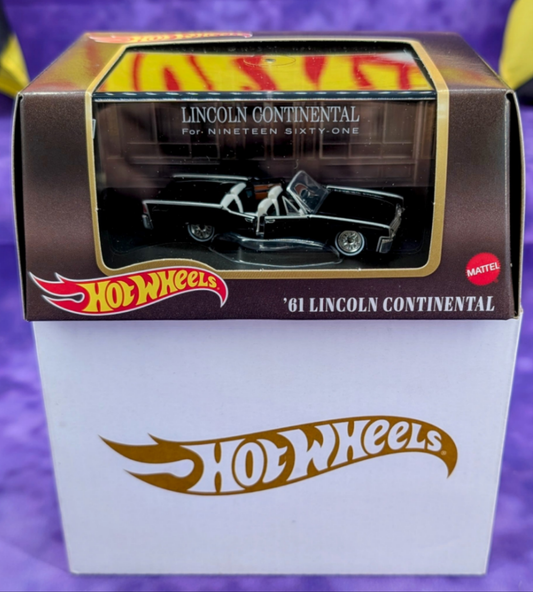 LINCOLN CONTINENTAL
For NINETEEN SIXTY-ONE
HOT WHEELS
MATTEL
'61 LINCOLN CONTINENTAL
HOT WHEELS